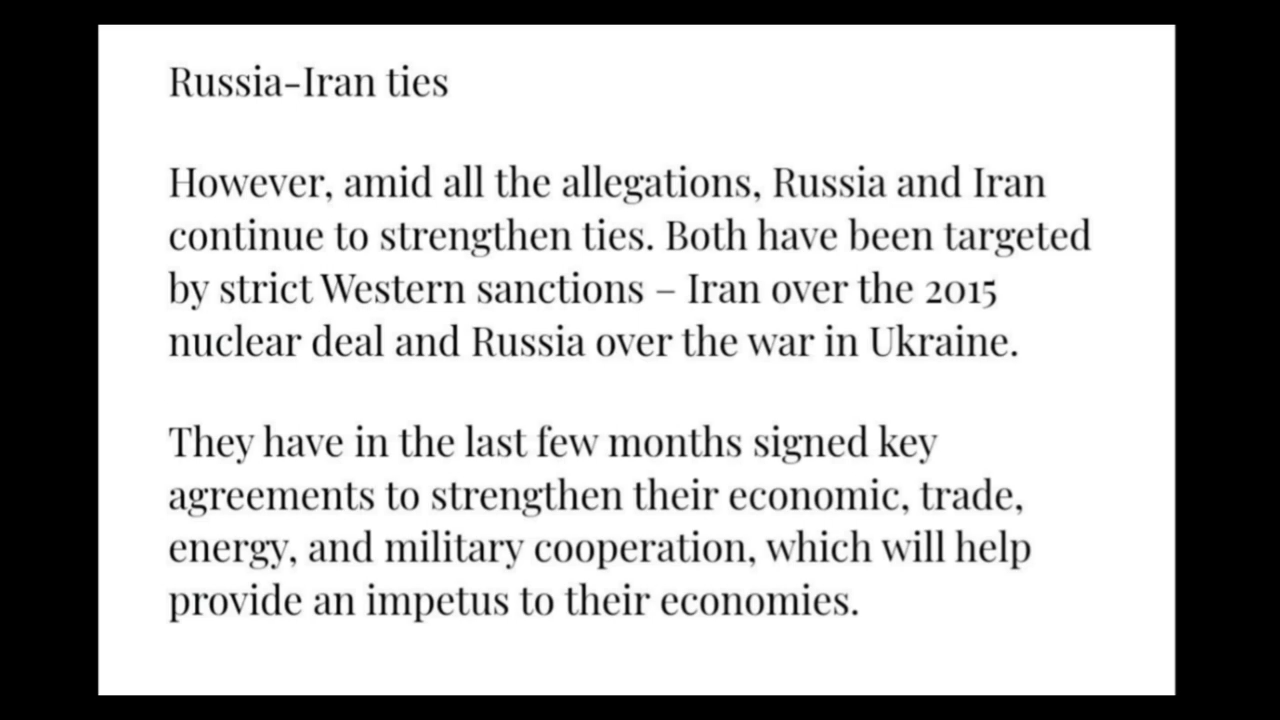 Russia-Iran ties
However, amid all the allegations, Russia and Iran
continue to strengthen ties. Both have been targeted
by strict Western sanctions – Iran over the 2015
nuclear deal and Russia over the war in Ukraine.
They have in the last few months signed key
agreements to strengthen their economic, trade,
energy, and military cooperation, which will help
provide an impetus to their economies.